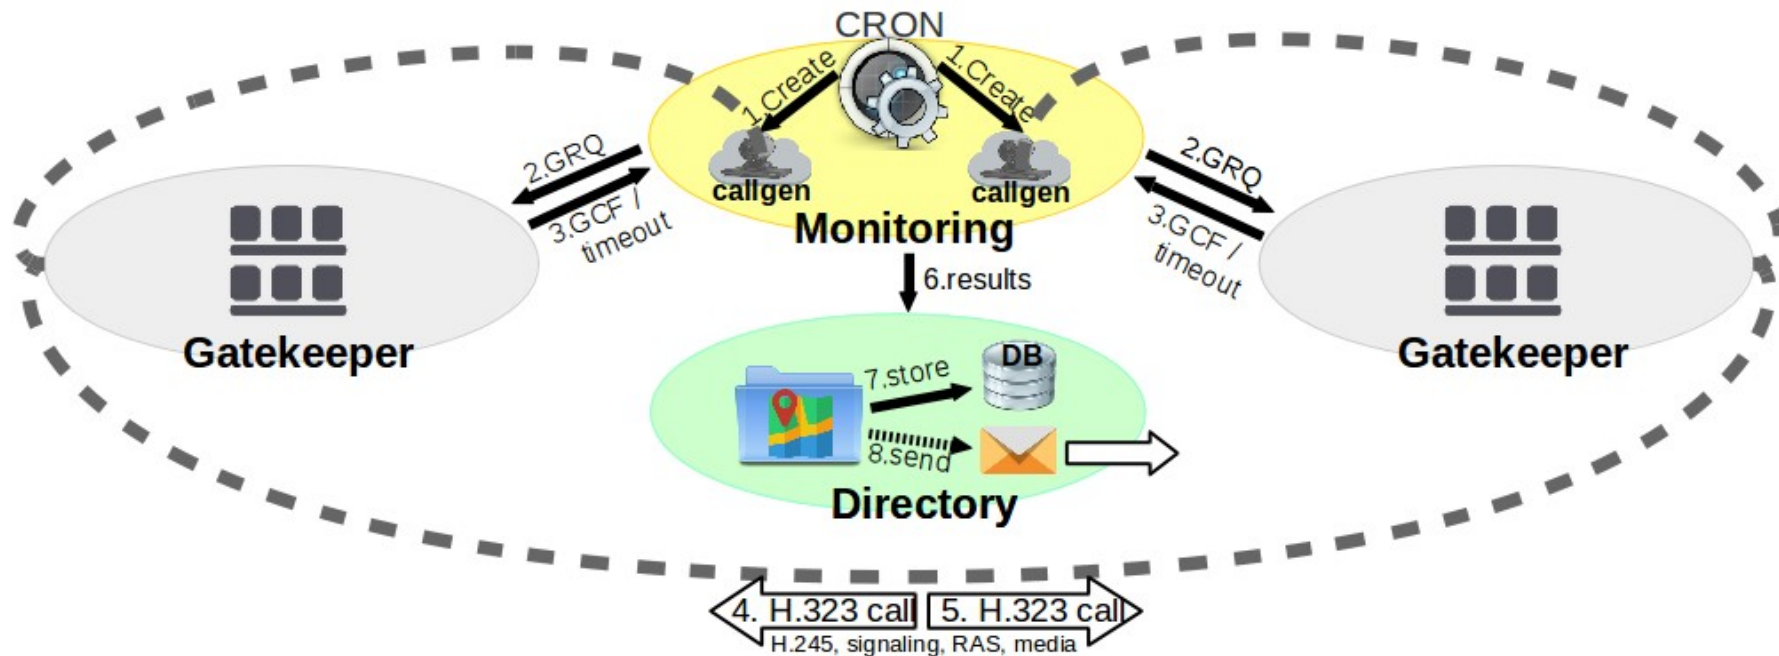 CRON
1.Create
1.Create
callgen
callgen
Monitoring
2.GRQ
3.GCF /
timeout
2.GRQ
3.GCF /
timeout
Gatekeeper
Gatekeeper
6.results
DB
7.store
8.send
Directory
4. H.323 call
5. H.323 call
H.245, signaling, RAS, media